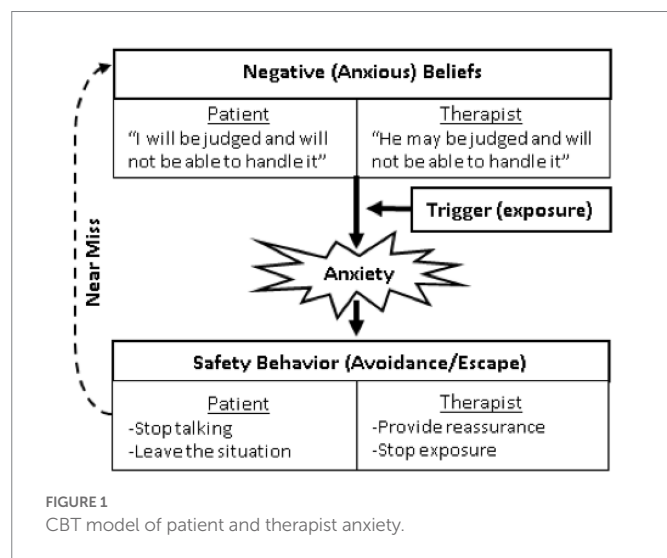 Negative (Anxious) Beliefs
Patient
"I will be judged and will
not be able to handle it"
Therapist
"He may be judged and will
not be able to handle it"
Trigger (exposure)
Near Miss
Anxiety
Safety Behavior (Avoidance/Escape)
Patient
-Stop talking
-Leave the situation
Therapist
-Provide reassurance
-Stop exposure
FIGURE 1
CBT model of patient and therapist anxiety.